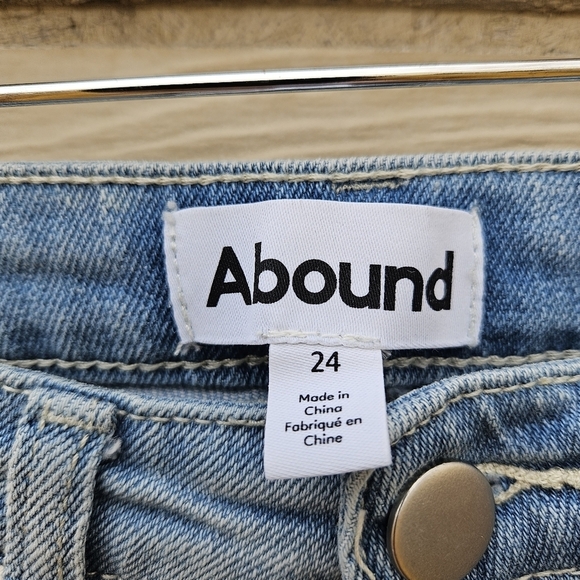 Abound
24
Made in
China
Fabriqué en
Chine